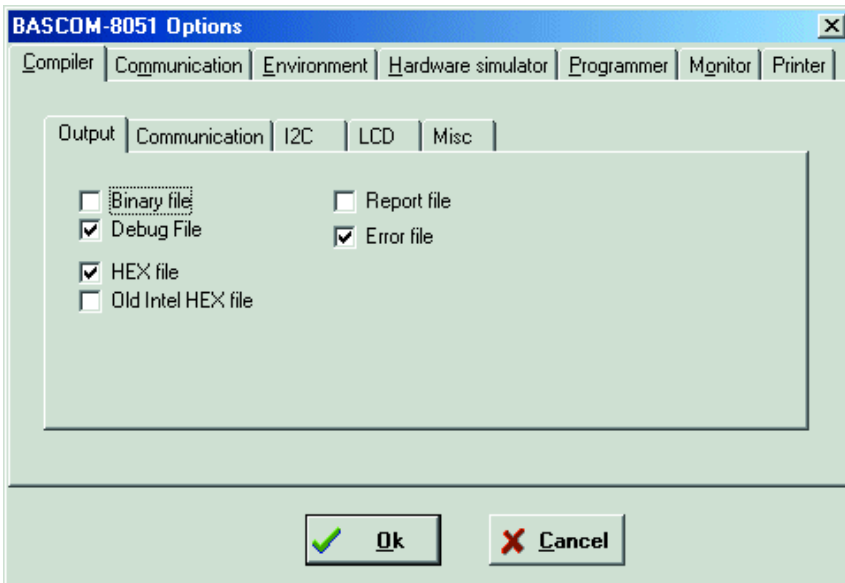 BASCOM-8051 Options
Compiler Communication Environment Hardware simulator Programmer Monitor Printer
Output Communication I2C LCD Misc
Binary file Report file
Debug File Error file
HEX file
Old Intel HEX file
Ok Cancel